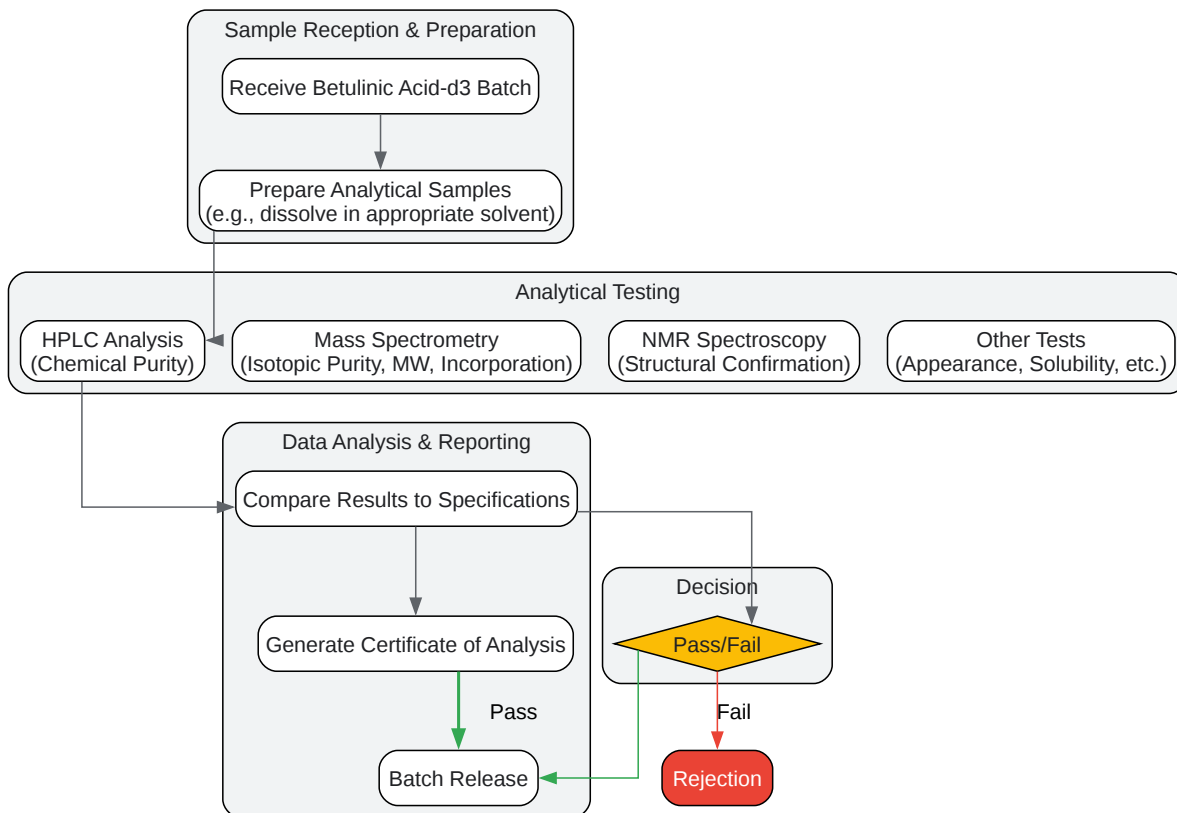 Sample Reception & Preparation
Receive Betulinic Acid-d3 Batch
Prepare Analytical Samples
(e.g., dissolve in appropriate solvent)
Analytical Testing
HPLC Analysis
(Chemical Purity)
Mass Spectrometry
(Isotopic Purity, MW, Incorporation)
NMR Spectroscopy
(Structural Confirmation)
Other Tests
(Appearance, Solubility, etc.)
Data Analysis & Reporting
Compare Results to Specifications
Decision
Generate Certificate of Analysis
Pass/Fail
Pass
Fail
Batch Release
Rejection